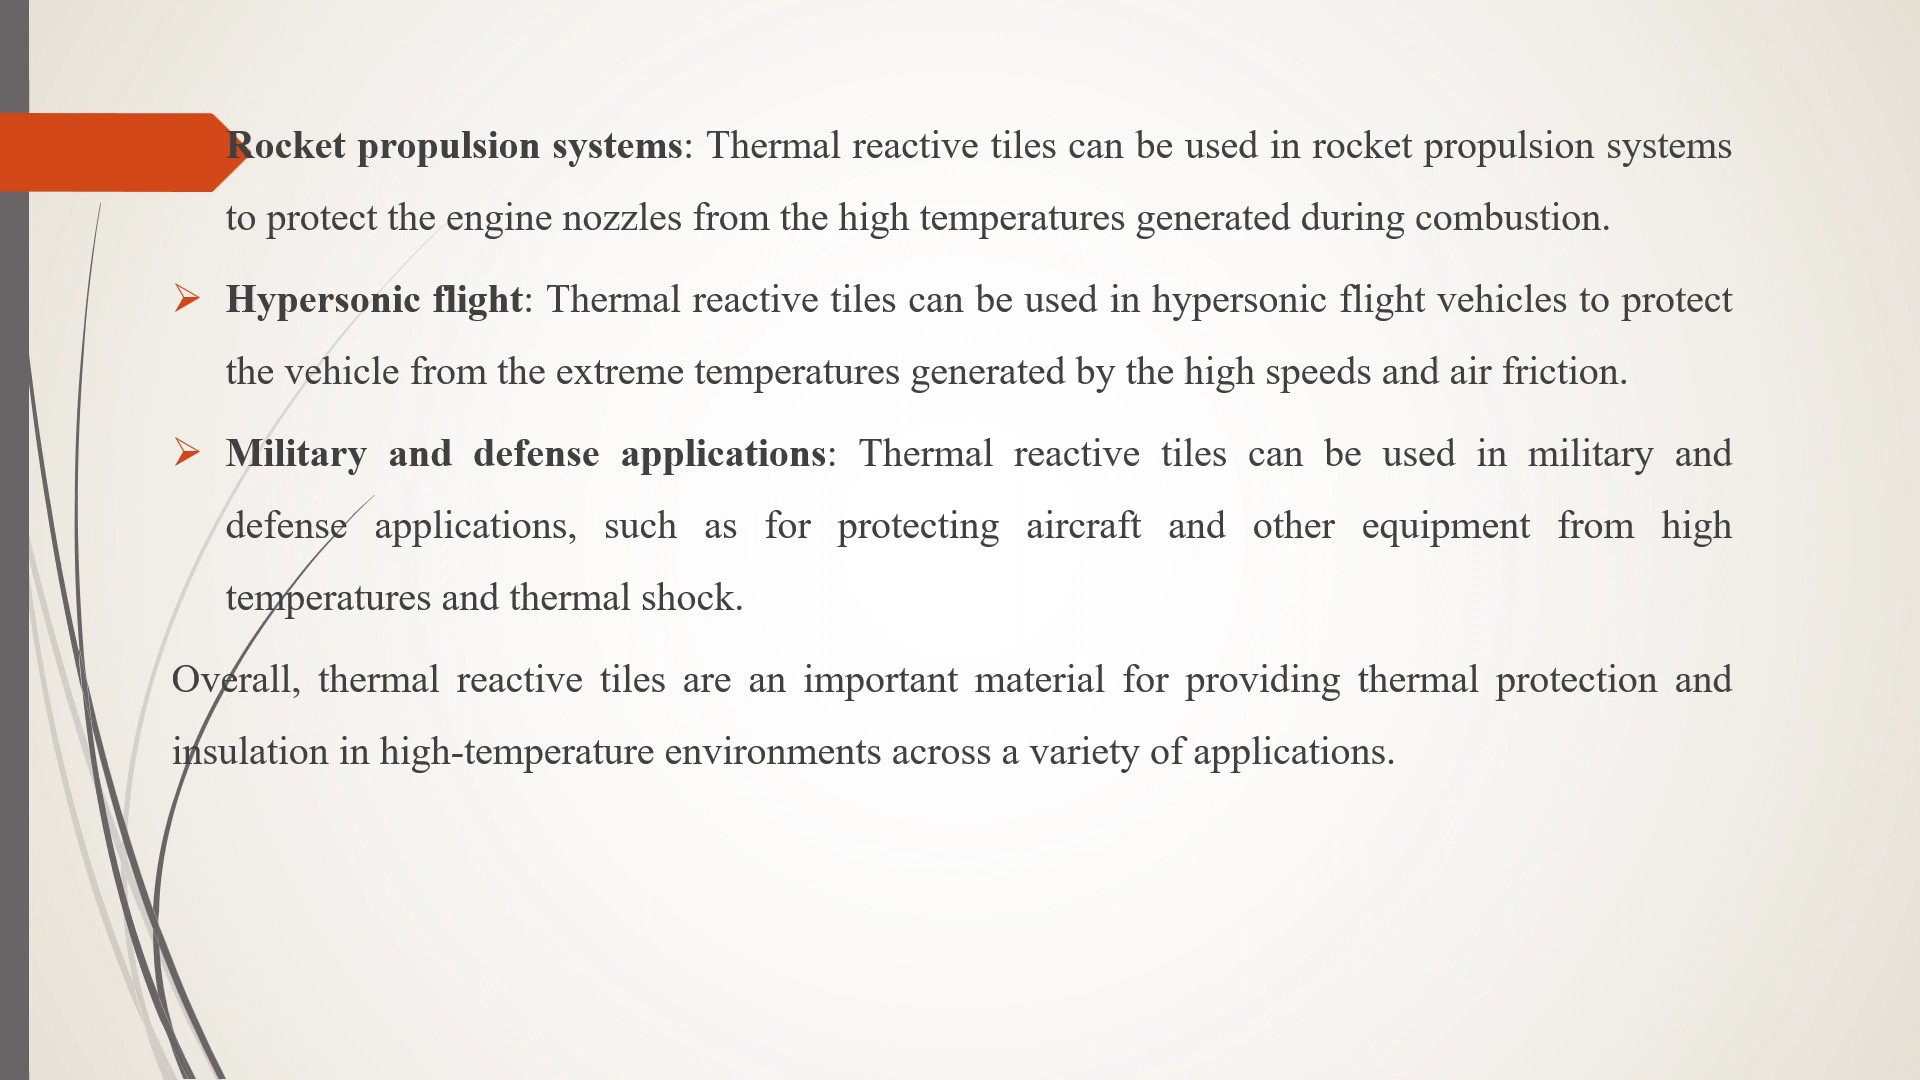 Rocket propulsion systems: Thermal reactive tiles can be used in rocket propulsion systems
to protect the engine nozzles from the high temperatures generated during combustion.
Hypersonic flight: Thermal reactive tiles can be used in hypersonic flight vehicles to protect
the vehicle from the extreme temperatures generated by the high speeds and air friction.
Military and defense applications: Thermal reactive tiles can be used in military and
defense applications, such as for protecting aircraft and other equipment from high
temperatures and thermal shock.
Overall, thermal reactive tiles are an important material for providing thermal protection and
insulation in high-temperature environments across a variety of applications.